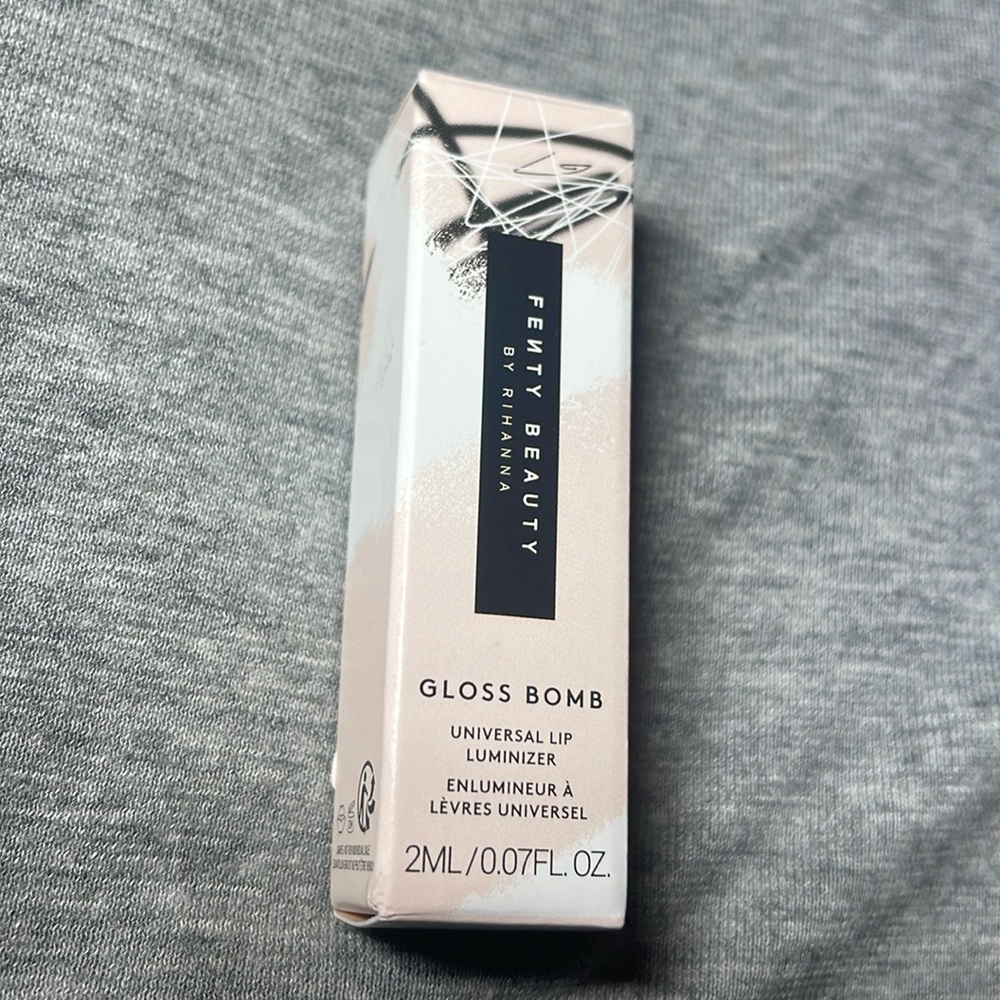 FENTY BEAUTY
BY RIHANNA
GLOSS BOMB
UNIVERSAL LIP
LUMINIZER
ENLUMINEUR À
LÈVRES UNIVERSEL
2ML/0.07FL. OZ.